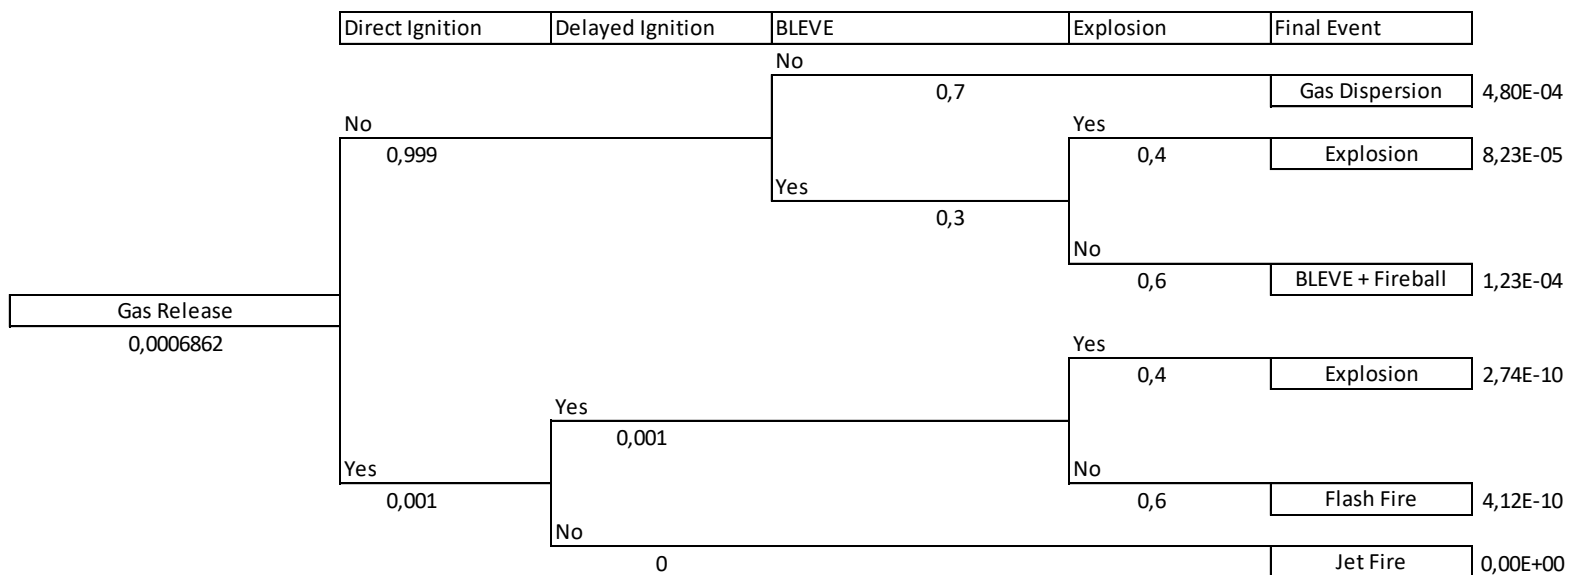 Direct Ignition Delayed Ignition BLEVE Explosion Final Event
No
0,7 Gas Dispersion 4,80E-04
No Yes
0,999 0,4 Explosion 8,23E-05
Yes
0,3
No
0,6 BLEVE + Fireball 1,23E-04
Gas Release
0,0006862 Yes
0,4 Explosion 2,74E-10
Yes
0,001
Yes No
0,001 0,6 Flash Fire 4,12E-10
No
0 Jet Fire 0,00E+00